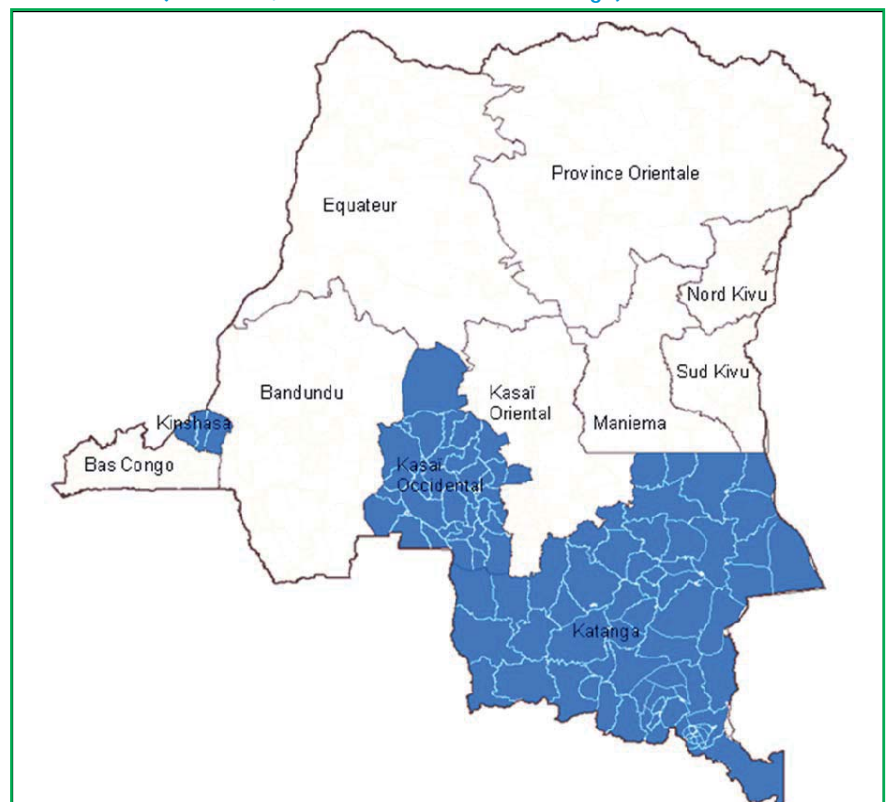 Province Orientale
Equateur
Nord Kivu
Sud Kivu
Bandundu
Kasaï
Oriental
Kinshasa
Maniema
Bas Congo
Kasaï
Occidental
Katanga